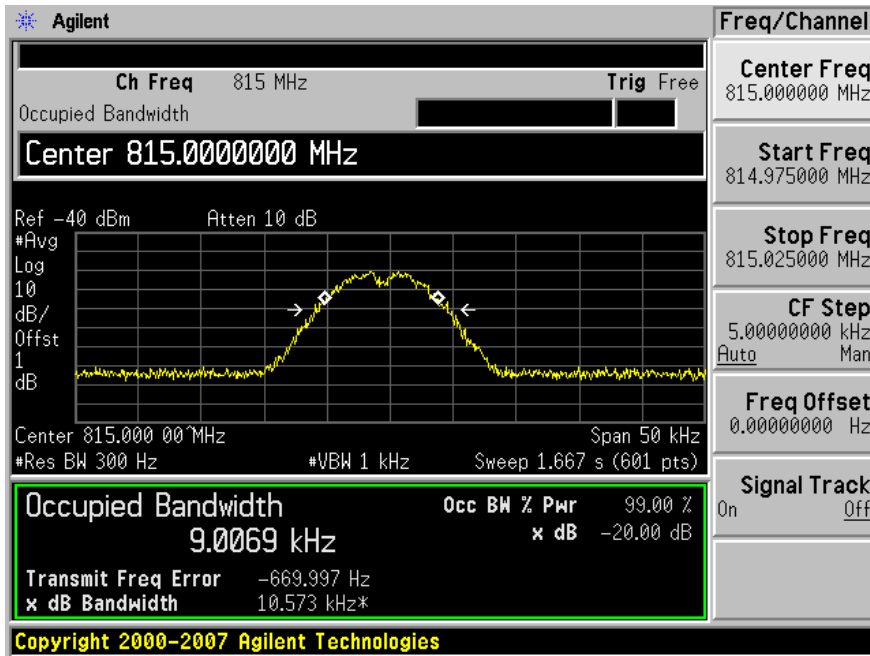 Agilent
Freq/Channel
Ch Freq 815 MHz Trig Free
Occupied Bandwidth
Center 815.0000000 MHz
Ref -40 dBm Atten 10 dB
#Avg
Log
10
dB/
Offst
1
dB
Center 815.000 00 MHz Span 50 kHz
#Res BW 300 Hz #VBW 1 kHz Sweep 1.667 s (601 pts)
Occupied Bandwidth
9.0069 kHz
Occ BW % Pwr 99.00 %
x dB -20.00 dB
Transmit Freq Error -669.997 Hz
x dB Bandwidth 10.573 kHz*
Center Freq
815.000000 MHz
Start Freq
814.975000 MHz
Stop Freq
815.025000 MHz
CF Step
5.00000000 kHz
Auto Man
Freq Offset
0.00000000 Hz
Signal Track
On Off
Copyright 2000-2007 Agilent Technologies